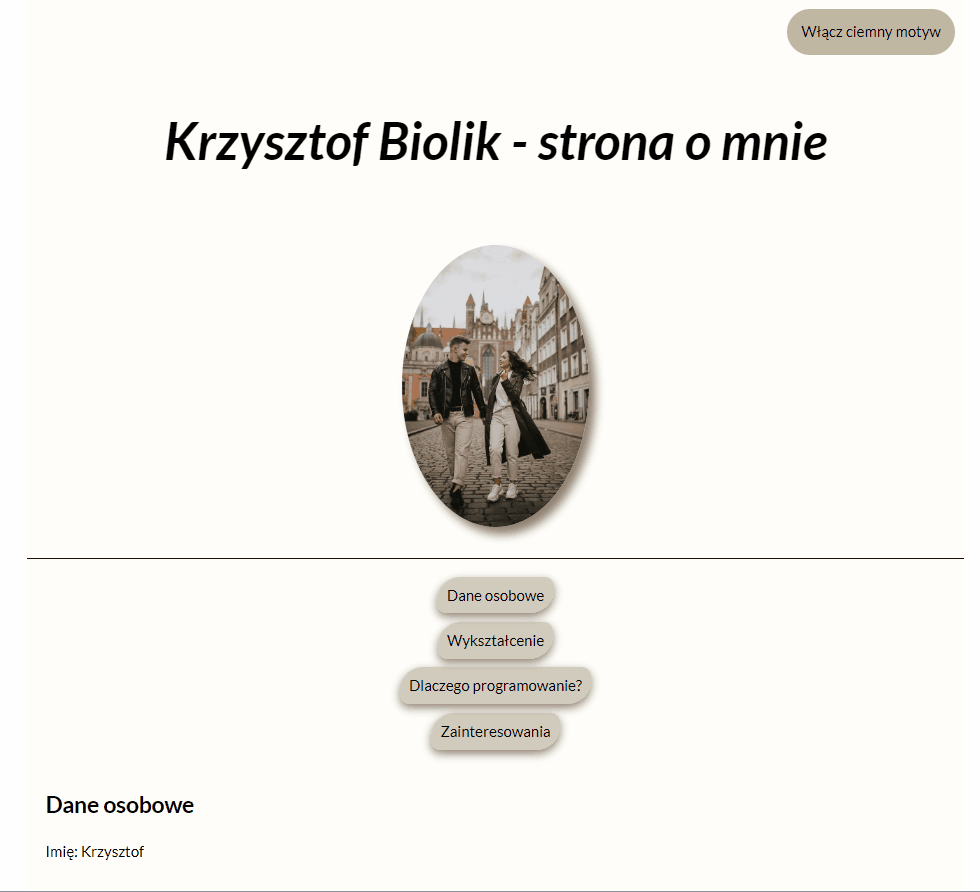 Włącz ciemny motyw
Krzysztof Biolik - strona o mnie
Dane osobowe
Wykształcenie
Dlaczego programowanie?
Zainteresowania
Dane osobowe
Imię: Krzysztof